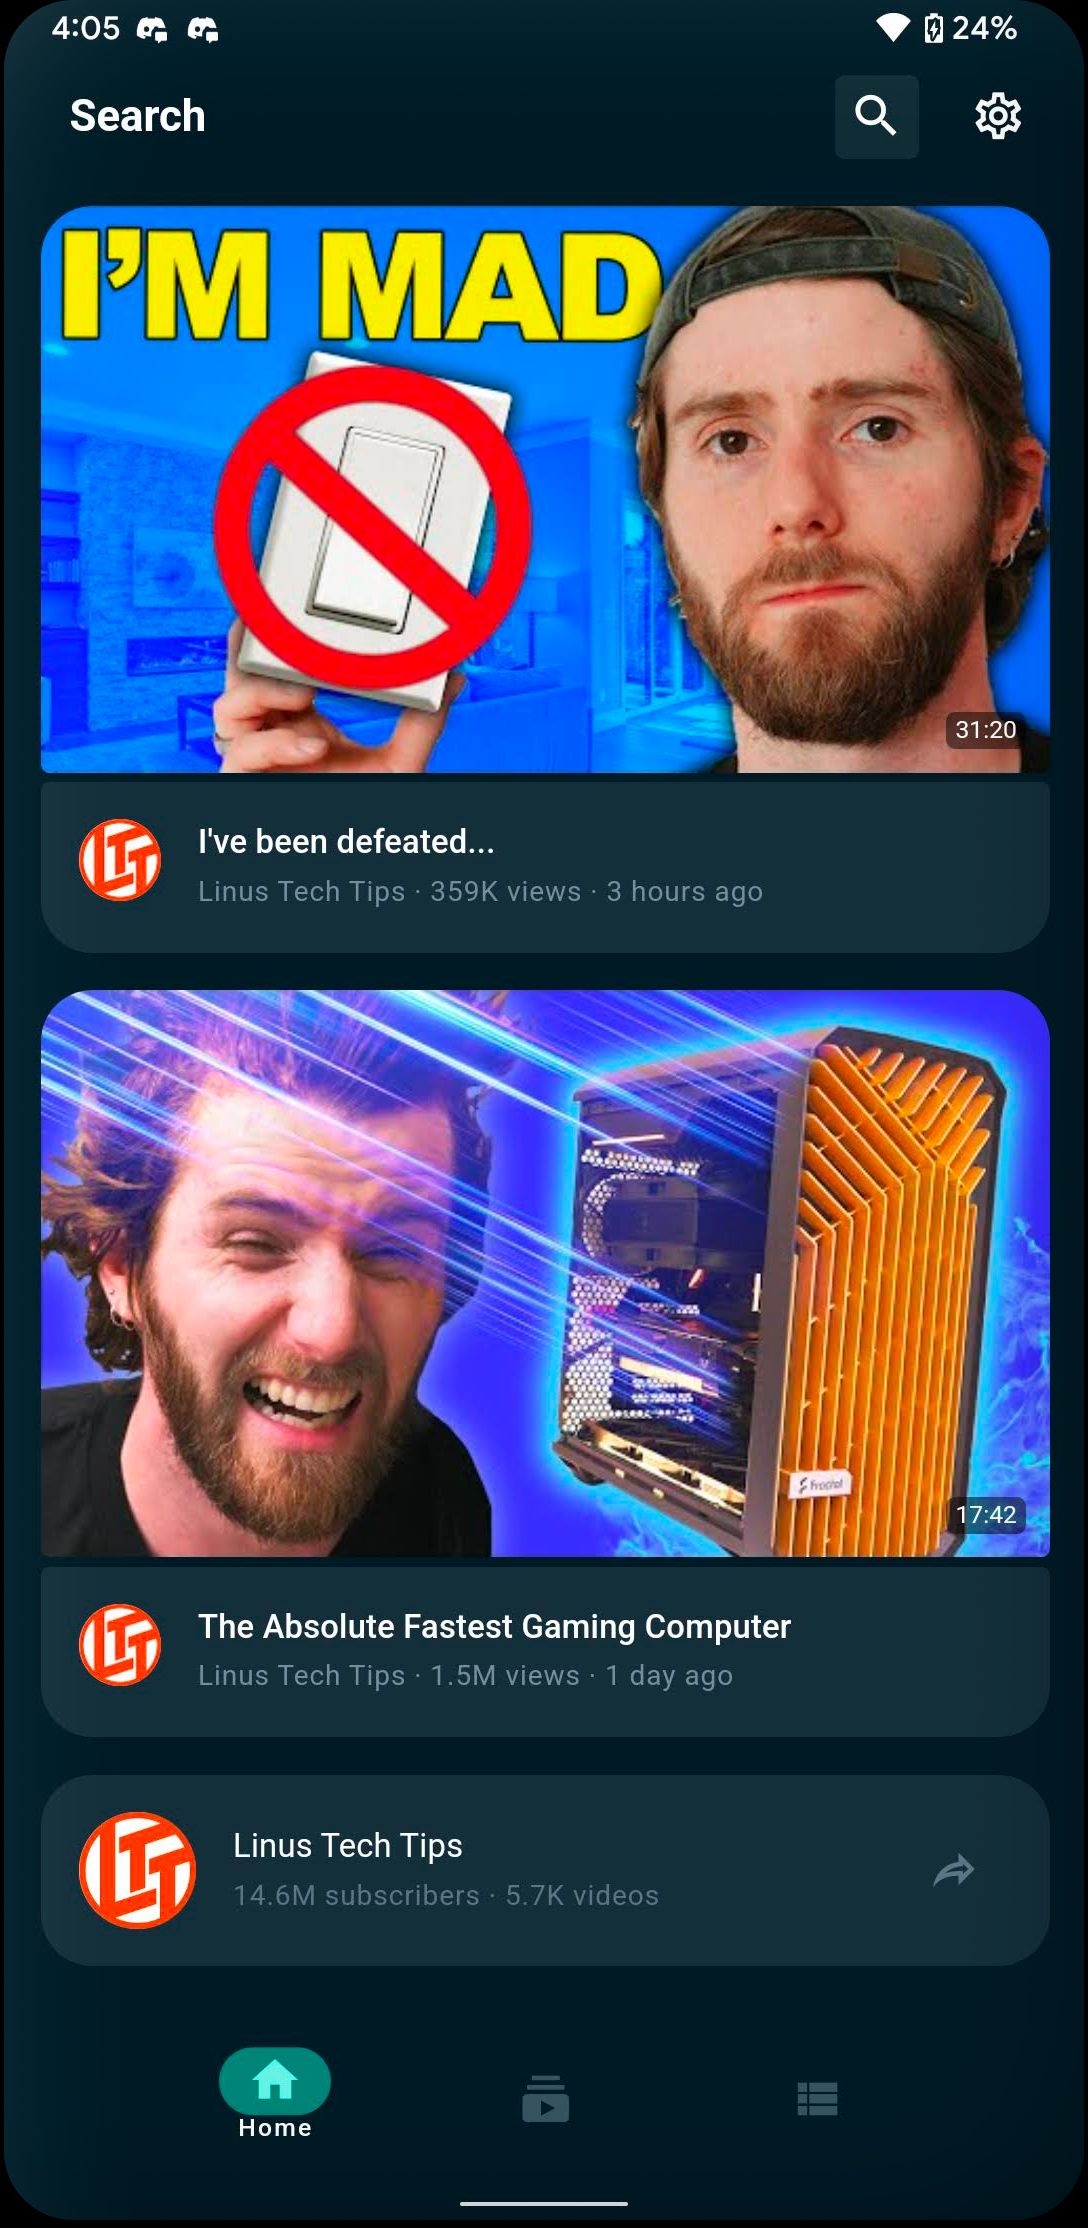 4:05
24%
Search
I'M MAD
31:20
I've been defeated...
Linus Tech Tips · 359K views · 3 hours ago
Fractal
17:42
The Absolute Fastest Gaming Computer
Linus Tech Tips · 1.5M views · 1 day ago
Linus Tech Tips
14.6M subscribers · 5.7K videos
Home